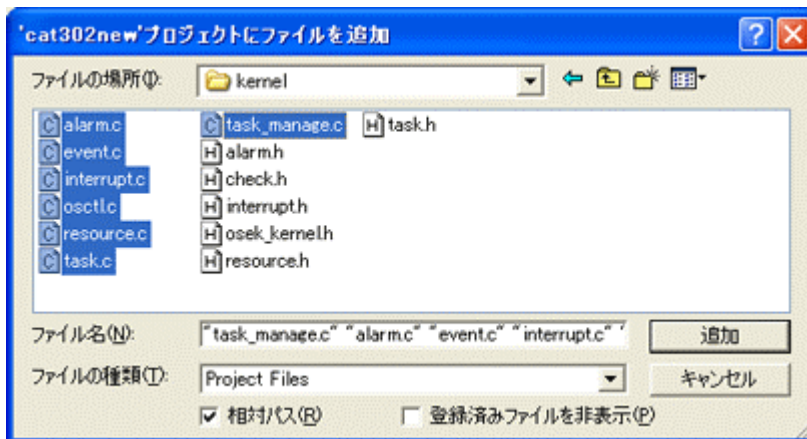 'cat302new'プロジェクトにファイルを追加
ファイルの場所(I):
kernel
alarm.c
event.c
interrupt.c
osctl.c
resource.c
task.c
task_manage.c
alarm.h
check.h
interrupt.h
osek_kernel.h
resource.h
task.h
ファイル名(N):
"task_manage.c" "alarm.c" "event.c" "interrupt.c" "
追加
ファイルの種類(T):
Project Files
キャンセル
相対パス(R)
登録済みファイルを非表示(P)